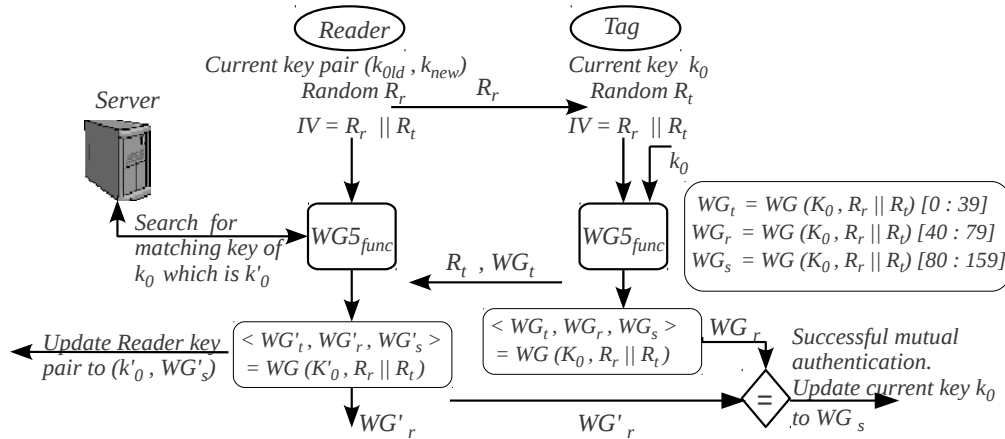 Reader
Tag
Current key pair (k0ld , knew)
Random Rr
Rr
Current key k0
Random Rt
Server
IV = Rr || Rt
IV = Rr || Rt
k0
Search for
matching key of
k0 which is k'0
WG5func
WG5func
WGt = WG (K0 , Rr || Rt) [0 : 39]
WGr = WG (K0 , Rr || Rt) [40 : 79]
WGs = WG (K0 , Rr || Rt) [80 : 159]
Rt , WGt
Update Reader key
pair to (k'0 , WG's)
< WG't , WG'r , WG's >
= WG (K'0 , Rr || Rt)
< WGt , WGr , WGs >
= WG (K0 , Rr || Rt)
WGr
=
Successful mutual
authentication.
Update current key k0
to WGs
WG'r
WG'r